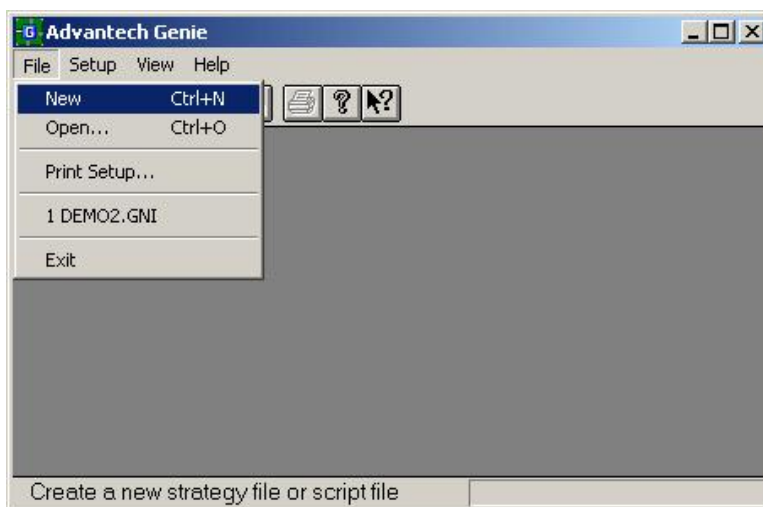 Advantech Genie
File Setup View Help
New Ctrl+N
Open... Ctrl+O
Print Setup...
1 DEMO2.GNI
Exit
Create a new strategy file or script file